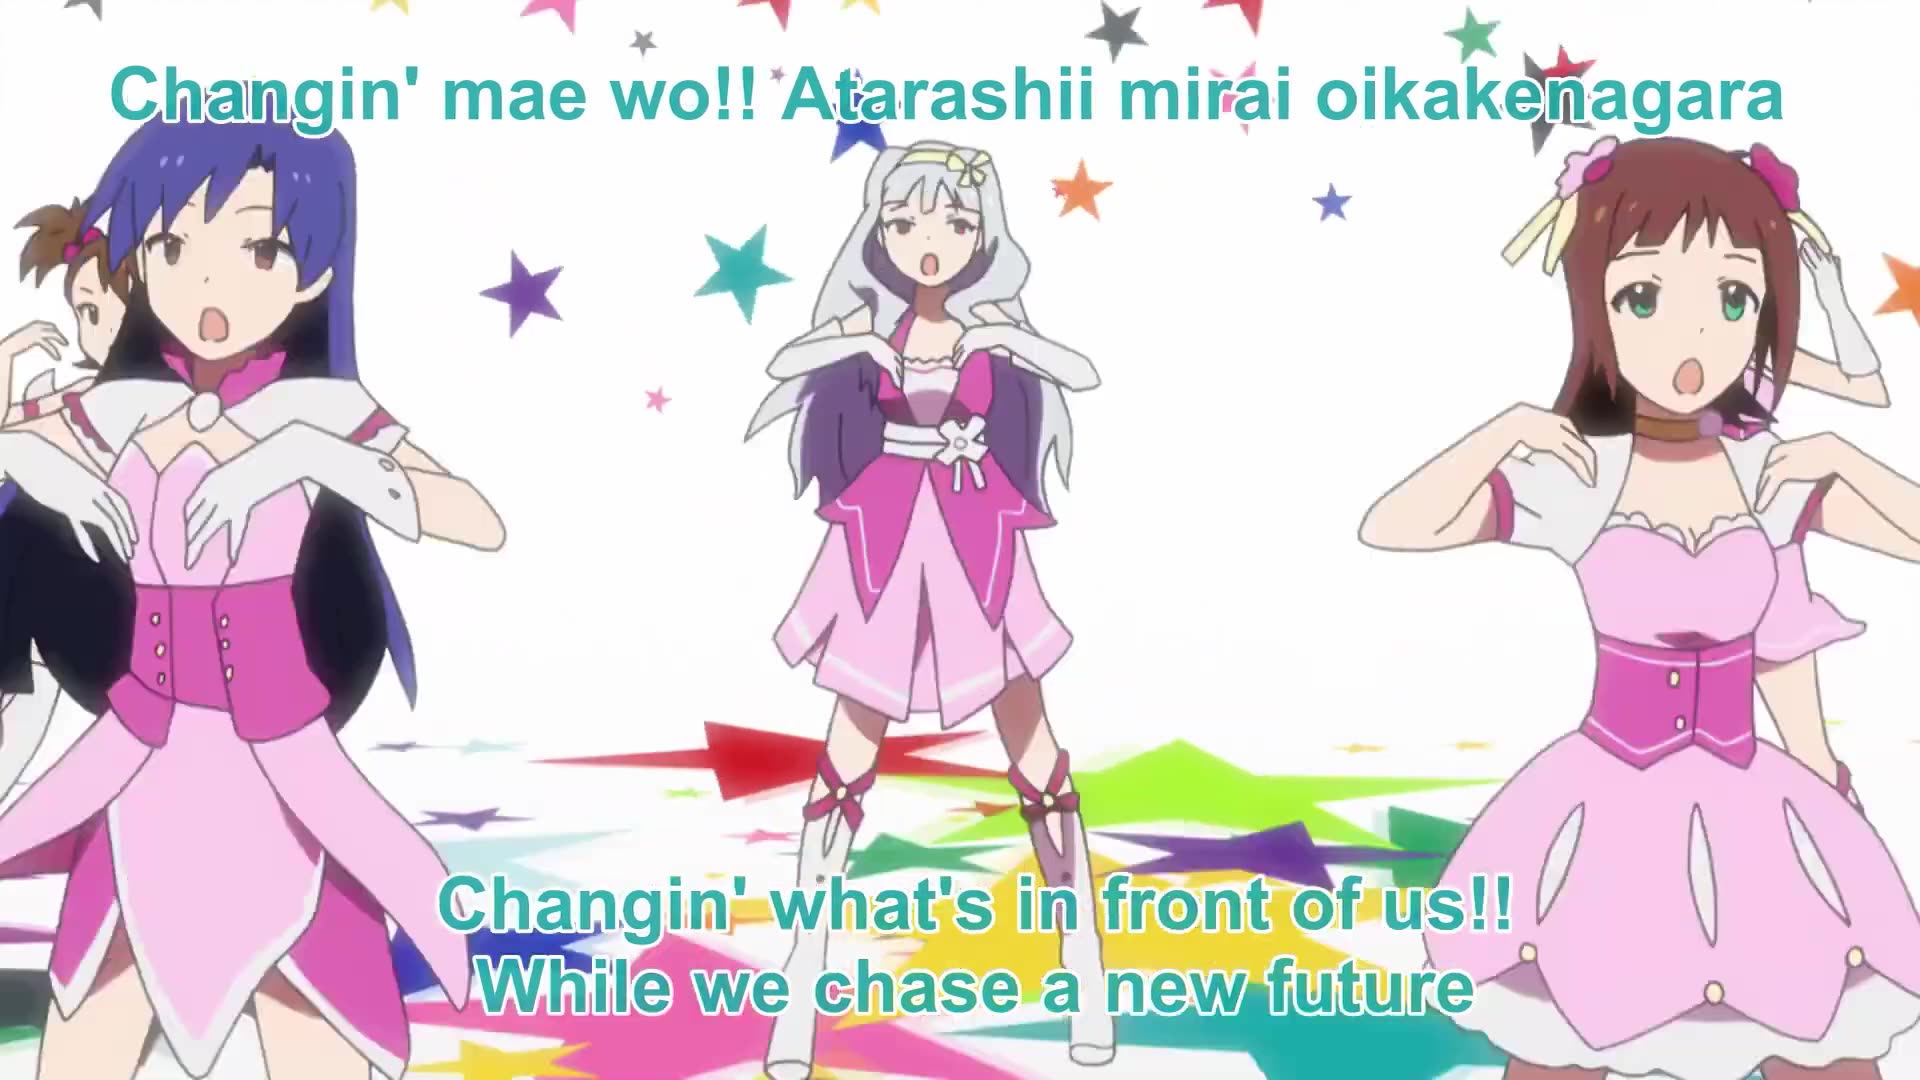 Changin' mae wo!! Atarashii mirai oikakenagara
Changin' what's in front of us!!
While we chase a new future